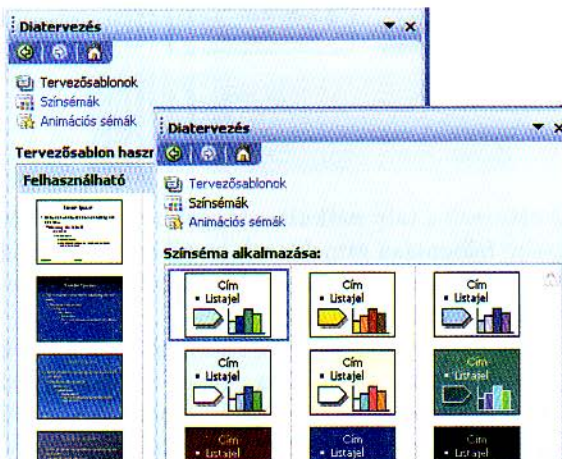 Diatervezés
Tervezősablonok
Színsémák
Animációs sémák
Tervezősablon haszr
Felhasználható
Diatervezés
Tervezősablonok
Színsémák
Animációs sémák
Színséma alkalmazása:
Cím
Listajel
Cím
Listajel
Cím
Listajel
Cím
Listajel
Cím
Listajel
Cím
Listajel
Cím
Listajel
Cím
Listajel
Cím
Listajel